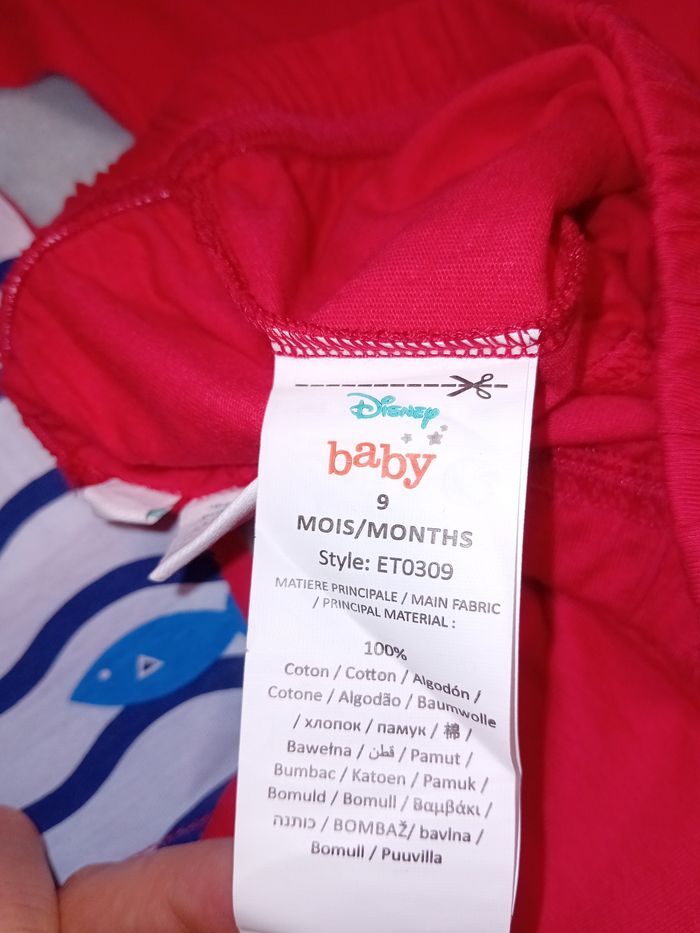 Disney
baby
9
MOIS/MONTHS
Style: ET0309
MATIERE PRINCIPALE / MAIN FABRIC
/ PRINCIPAL MATERIAL :
100%
Coton / Cotton / Algodón /
Cotone / Algodão / Baumwolle
/ хлопок / памук / 棉 /
Bawełna / قطن / Pamut /
Bumbac / Katoen / Pamuk /
Bomuld / Bomull / Βαμβάκι /
כותנה / BOMBAŽ/ bavlna /
Bomull / Puuvilla